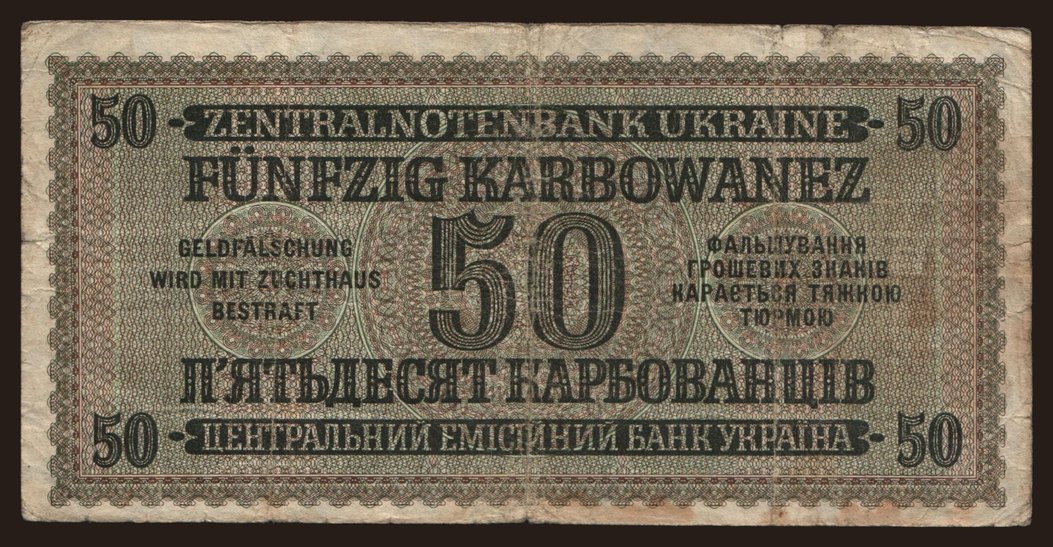 50 ZENTRALNOTENBANK UKRAINE 50
FÜNFZIG KARBOWANEZ
50
GELDFÄLSCHUNG
WIRD MIT ZUCHTHAUS
BESTRAFT
ФАЛЬШУВАННЯ
ГРОШЕВИХ ЗНАКІВ
КАРАЄТЬСЯ ТЯЖКОЮ
ТЮРМОЮ
П'ЯТЬДЕСЯТ КАРБОВАНЦІВ
50 ЦЕНТРАЛЬНИЙ ЕМІСІЙНИЙ БАНК УКРАЇНА 50